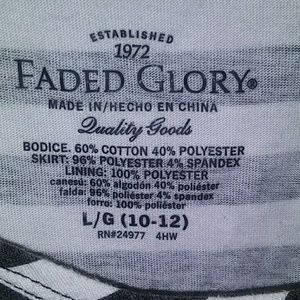 ESTABLISHED
1972
FADED GLORY®
MADE IN/HECHO EN CHINA
Quality Goods
BODICE. 60% COTTON 40% POLYESTER
SKIRT: 96% POLYESTER 4% SPANDEX
LINING: 100% POLYESTER
canesú: 60% algodón 40% poliéster
falda: 96% poliéster 4% spandex
forro: 100% poliéster
L/G (10-12)
RN#24977 4HW